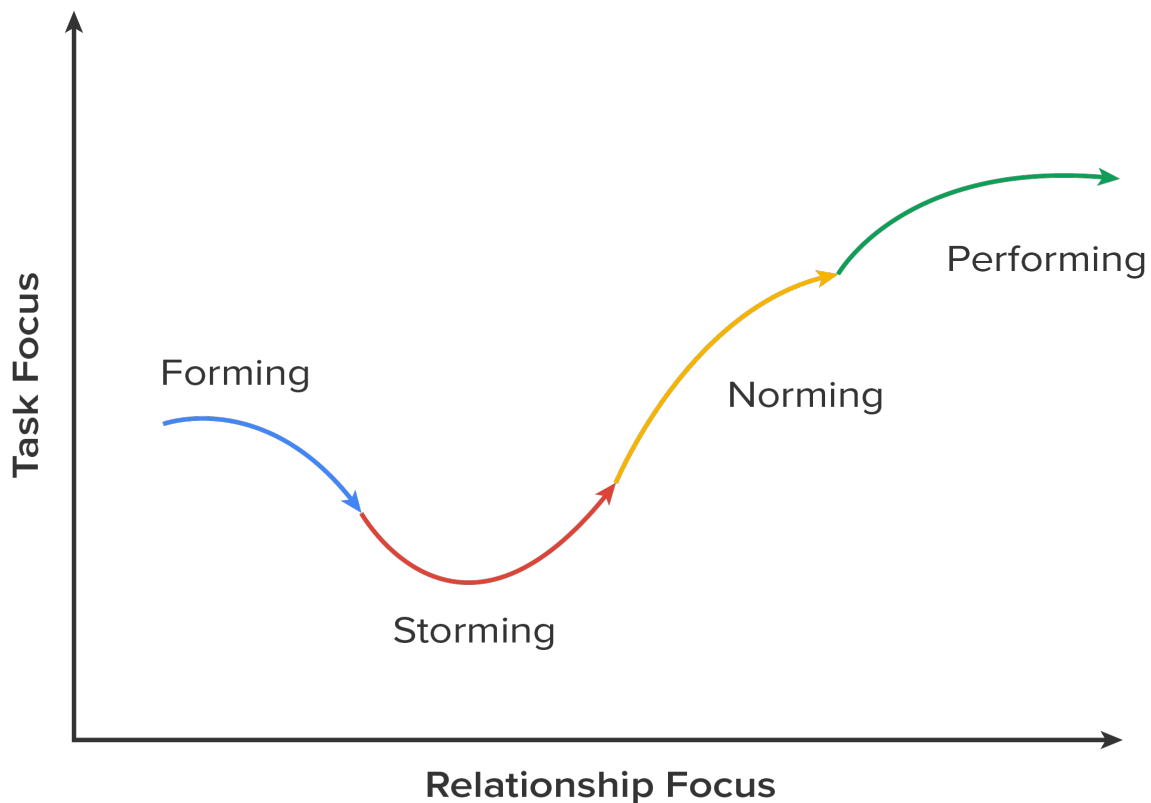 Task Focus
Forming
Storming
Norming
Performing
Relationship Focus